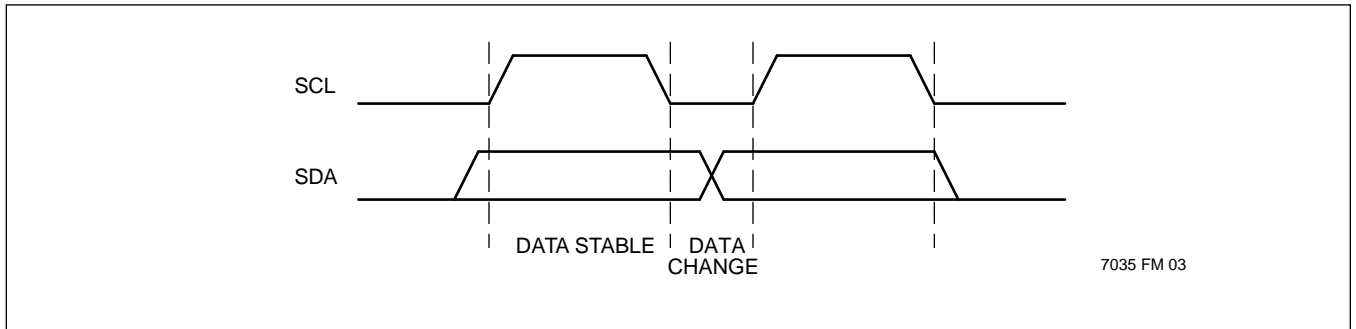 SCL
SDA
DATA STABLE
DATA
CHANGE
7035 FM 03